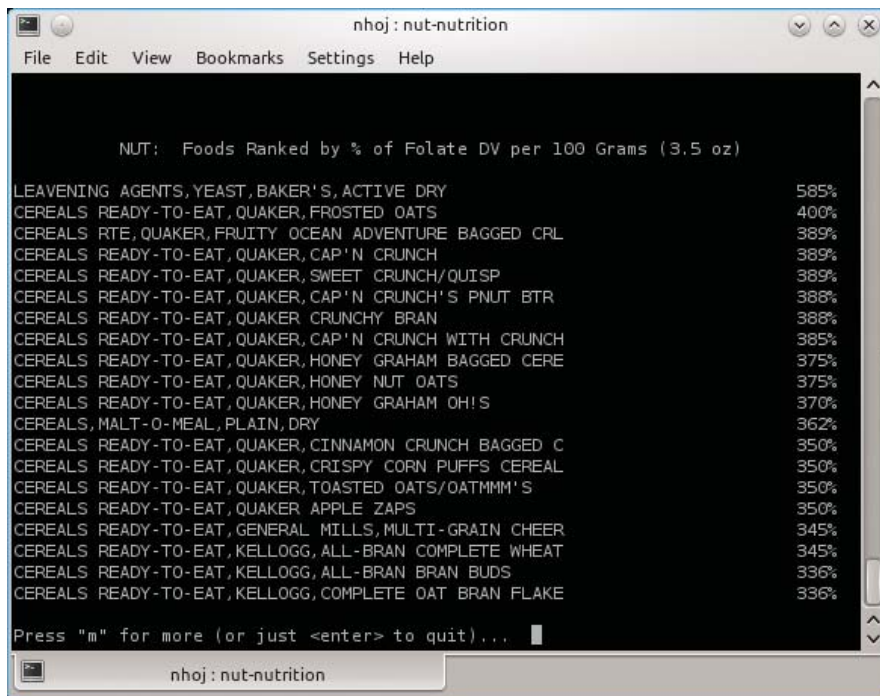 nhoj : nut-nutrition
File Edit View Bookmarks Settings Help
NUT: Foods Ranked by % of Folate DV per 100 Grams (3.5 oz)
LEAVENING AGENTS,YEAST,BAKER'S,ACTIVE DRY 585%
CEREALS READY-TO-EAT,QUAKER,FROSTED OATS 400%
CEREALS RTE,QUAKER,FRUITY OCEAN ADVENTURE BAGGED CRL 389%
CEREALS READY-TO-EAT,QUAKER,CAP'N CRUNCH 389%
CEREALS READY-TO-EAT,QUAKER,SWEET CRUNCH/QUISP 389%
CEREALS READY-TO-EAT,QUAKER,CAP'N CRUNCH'S PNUT BTR 388%
CEREALS READY-TO-EAT,QUAKER CRUNCHY BRAN 388%
CEREALS READY-TO-EAT,QUAKER,CAP'N CRUNCH WITH CRUNCH 385%
CEREALS READY-TO-EAT,QUAKER,HONEY GRAHAM BAGGED CERE 375%
CEREALS READY-TO-EAT,QUAKER,HONEY NUT OATS 375%
CEREALS READY-TO-EAT,QUAKER,HONEY GRAHAM OH!S 370%
CEREALS,MALT-O-MEAL,PLAIN,DRY 362%
CEREALS READY-TO-EAT,QUAKER,CINNAMON CRUNCH BAGGED C 350%
CEREALS READY-TO-EAT,QUAKER,CRISPY CORN PUFFS CEREAL 350%
CEREALS READY-TO-EAT,QUAKER,TOASTED OATS/OATMMM'S 350%
CEREALS READY-TO-EAT,QUAKER APPLE ZAPS 350%
CEREALS READY-TO-EAT,GENERAL MILLS,MULTI-GRAIN CHEER 345%
CEREALS READY-TO-EAT,KELLOGG,ALL-BRAN COMPLETE WHEAT 345%
CEREALS READY-TO-EAT,KELLOGG,ALL-BRAN BRAN BUDS 336%
CEREALS READY-TO-EAT,KELLOGG,COMPLETE OAT BRAN FLAKE 336%
Press "m" for more (or just <enter> to quit)...
nhoj : nut-nutrition